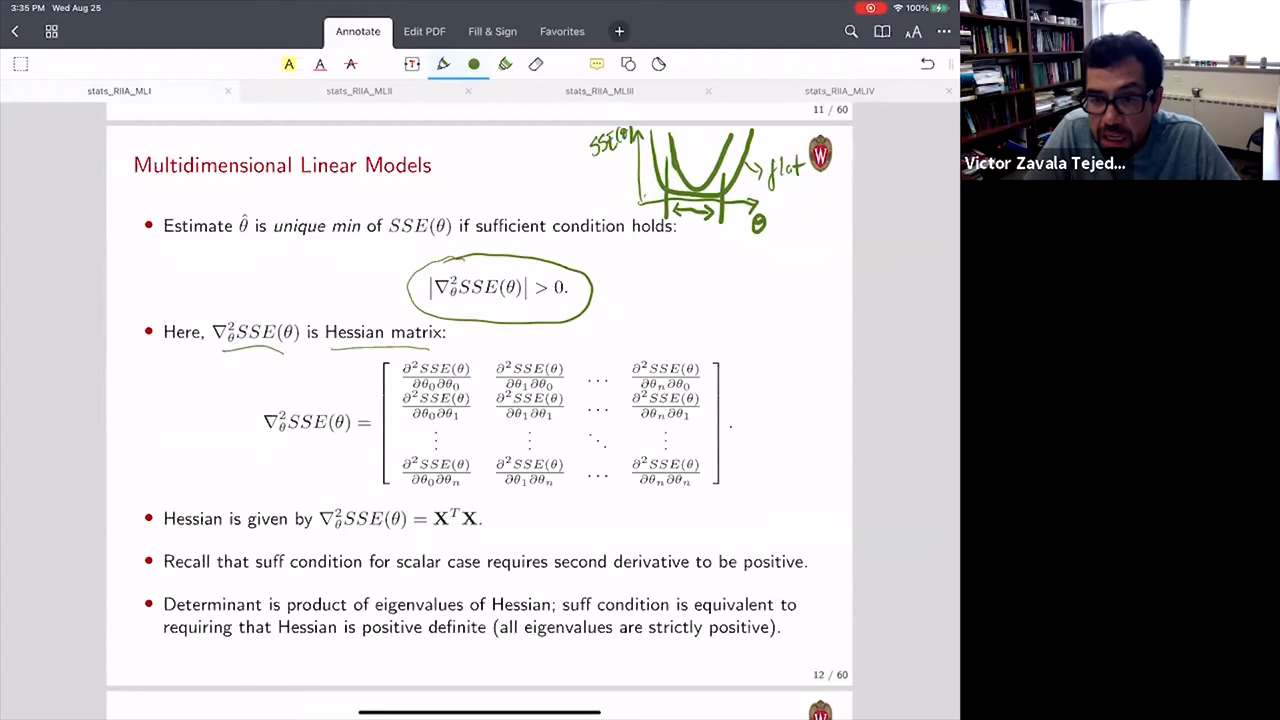 3:35 PM Wed Aug 25
100%
Annotate Edit PDF Fill & Sign Favorites
A A T AA
stats_RIIA_MLI stats_RIIA_MLII stats_RIIA_MLIII stats_RIIA_MLIV
11 / 60
Multidimensional Linear Models
SSE(θ)
flat
θ
W
Victor Zavala Tejed...
• Estimate θ̂ is unique min of SSE(θ) if sufficient condition holds:
|∇²_θ SSE(θ)| > 0.
• Here, ∇²_θ SSE(θ) is Hessian matrix:
∇²_θ SSE(θ) = [ ∂²SSE(θ)/∂θ₀∂θ₀ ∂²SSE(θ)/∂θ₁∂θ₀ ⋯ ∂²SSE(θ)/∂θₙ∂θ₀
∂²SSE(θ)/∂θ₀∂θ₁ ∂²SSE(θ)/∂θ₁∂θ₁ ⋯ ∂²SSE(θ)/∂θₙ∂θ₁
⋮ ⋮ ⋱ ⋮
∂²SSE(θ)/∂θ₀∂θₙ ∂²SSE(θ)/∂θ₁∂θₙ ⋯ ∂²SSE(θ)/∂θₙ∂θₙ ] .
• Hessian is given by ∇²_θ SSE(θ) = XᵀX.
• Recall that suff condition for scalar case requires second derivative to be positive.
• Determinant is product of eigenvalues of Hessian; suff condition is equivalent to
requiring that Hessian is positive definite (all eigenvalues are strictly positive).
12 / 60